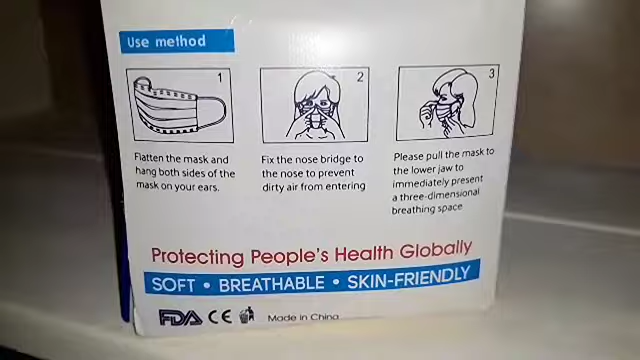 Use method
1
2
3
Flatten the mask and
hang both sides of the
mask on your ears.
Fix the nose bridge to
the nose to prevent
dirty air from entering
Please pull the mask to
the lower jaw to
immediately present
a three-dimensional
breathing space
Protecting People's Health Globally
SOFT • BREATHABLE • SKIN-FRIENDLY
FDA CE Made in China